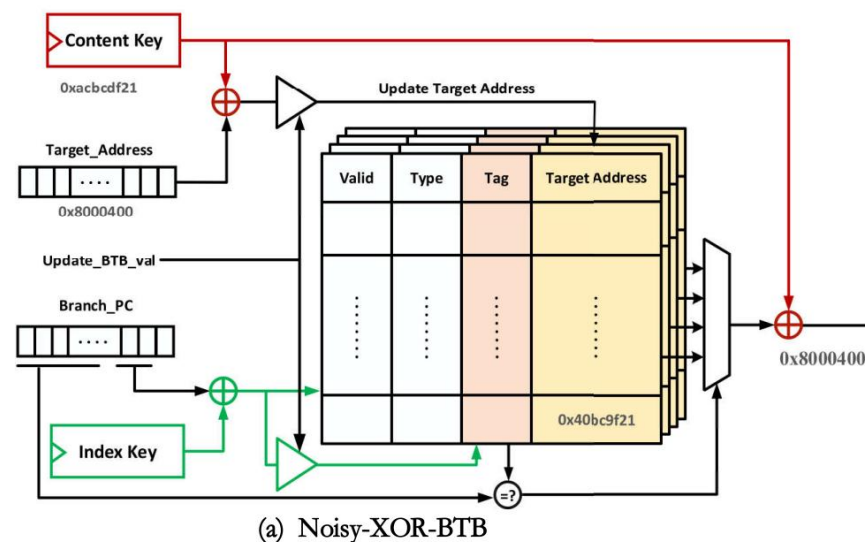 Content Key
0xacbcdf21
Update Target Address
Target_Address
0x8000400
Valid Type Tag Target Address
Update_BTB_val
Branch_PC
0x8000400
0x40bc9f21
Index Key
=?
(a) Noisy-XOR-BTB